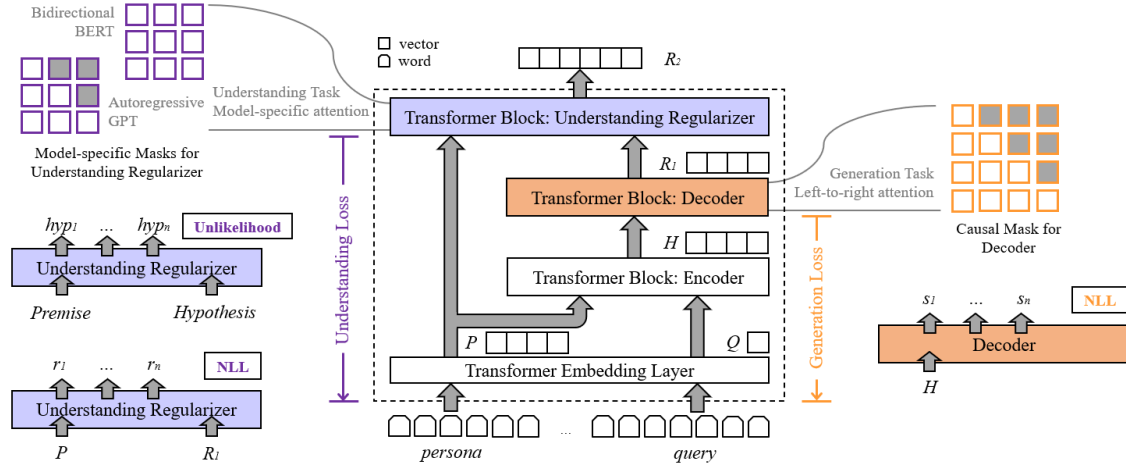 Bidirectional
BERT
Autoregressive
GPT
Model-specific Masks for
Understanding Regularizer
Understanding Task
Model-specific attention
hyp1 ... hypn
Unlikelihood
Understanding Regularizer
Premise Hypothesis
r1 ... rn
NLL
Understanding Regularizer
P R1
Understanding Loss
vector
word
R2
Transformer Block: Understanding Regularizer
R1
Transformer Block: Decoder
H
Transformer Block: Encoder
P Q
Transformer Embedding Layer
...
persona query
Generation Loss
Generation Task
Left-to-right attention
Causal Mask for
Decoder
s1 ... sn
NLL
Decoder
H